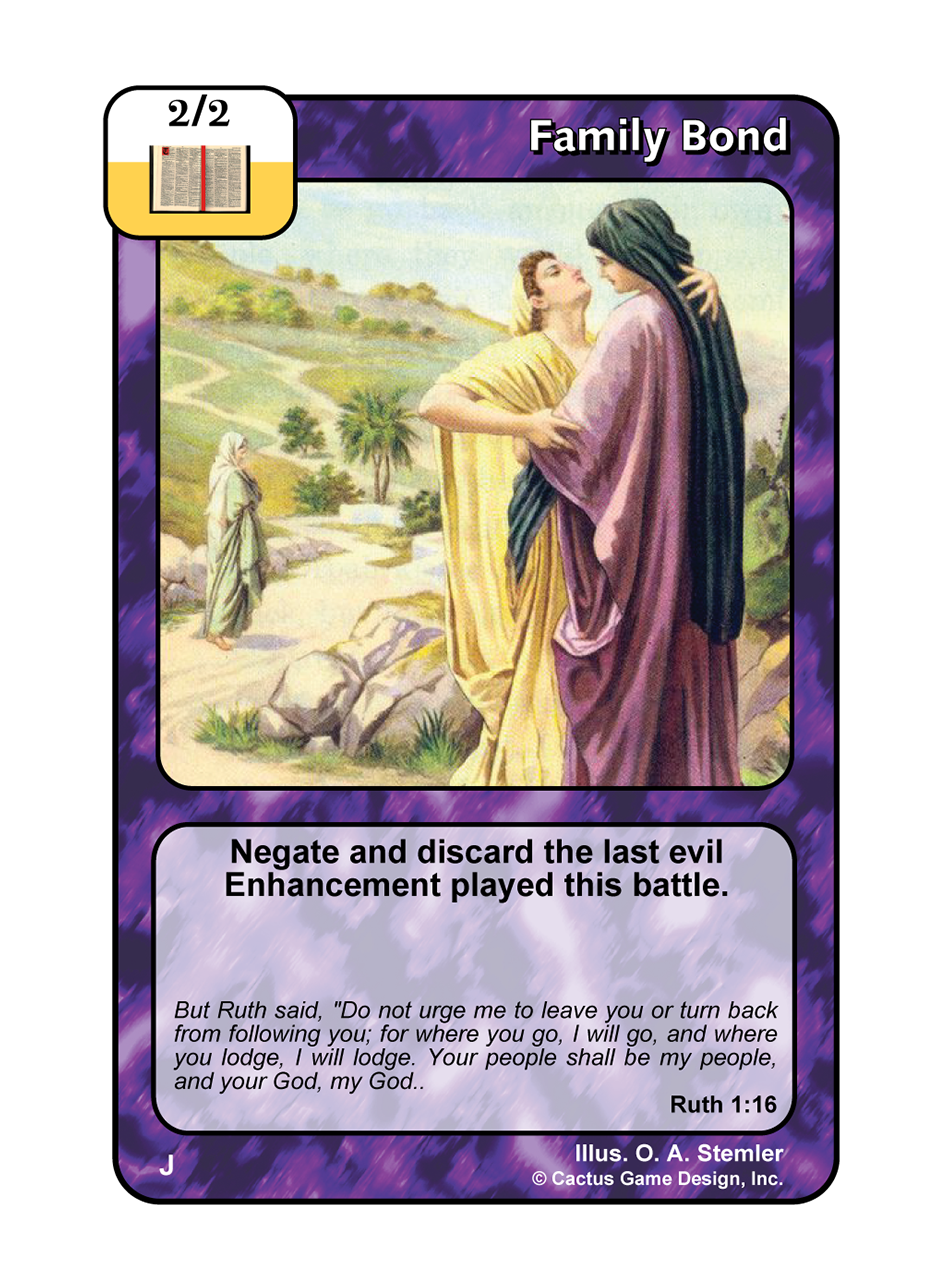 2/2
Family Bond
Negate and discard the last evil
Enhancement played this battle.
But Ruth said, "Do not urge me to leave you or turn back
from following you; for where you go, I will go, and where
you lodge, I will lodge. Your people shall be my people,
and your God, my God..
Ruth 1:16
J
Illus. O. A. Stemler
© Cactus Game Design, Inc.